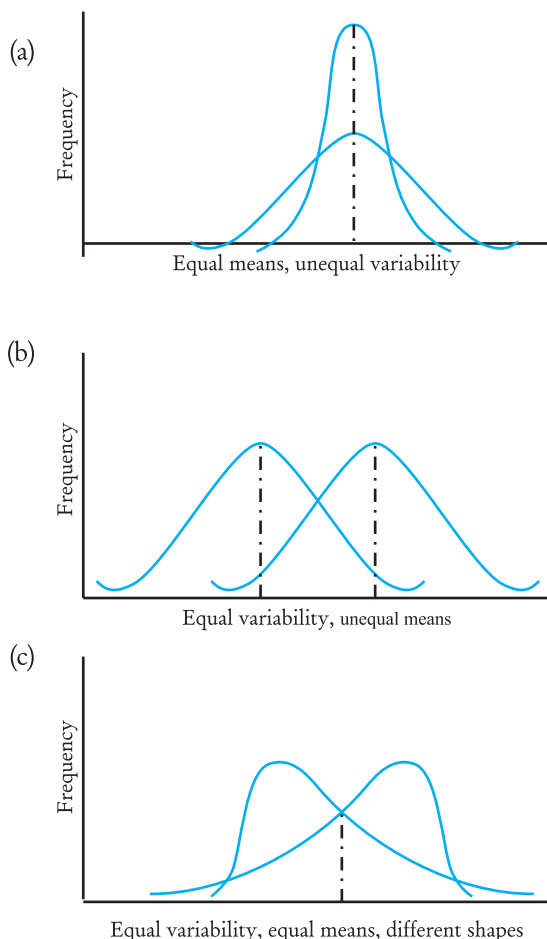 (a)
Frequency
Equal means, unequal variability
(b)
Frequency
Equal variability, unequal means
(c)
Frequency
Equal variability, equal means, different shapes